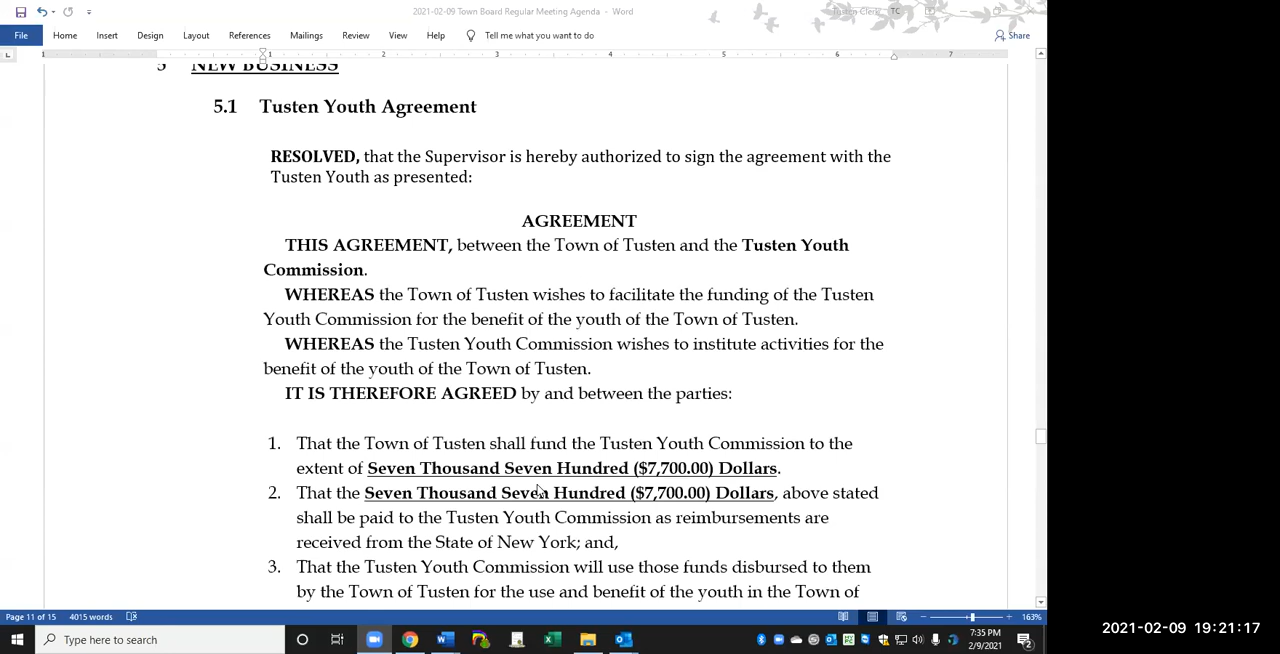 2021-02-09 Town Board Regular Meeting Agenda - Word
Tusten Clerk TC
File Home Insert Design Layout References Mailings Review View Help Tell me what you want to do Share
1 1 2 3 4 5 6 7
5 NEW BUSINESS
5.1 Tusten Youth Agreement
RESOLVED, that the Supervisor is hereby authorized to sign the agreement with the
Tusten Youth as presented:
AGREEMENT
THIS AGREEMENT, between the Town of Tusten and the Tusten Youth
Commission.
WHEREAS the Town of Tusten wishes to facilitate the funding of the Tusten
Youth Commission for the benefit of the youth of the Town of Tusten.
WHEREAS the Tusten Youth Commission wishes to institute activities for the
benefit of the youth of the Town of Tusten.
IT IS THEREFORE AGREED by and between the parties:
1. That the Town of Tusten shall fund the Tusten Youth Commission to the
extent of Seven Thousand Seven Hundred ($7,700.00) Dollars.
2. That the Seven Thousand Seven Hundred ($7,700.00) Dollars, above stated
shall be paid to the Tusten Youth Commission as reimbursements are
received from the State of New York; and,
3. That the Tusten Youth Commission will use those funds disbursed to them
by the Town of Tusten for the use and benefit of the youth in the Town of
Page 11 of 15 4015 words 163%
Type here to search
7:35 PM
2/9/2021
2
2021-02-09 19:21:17